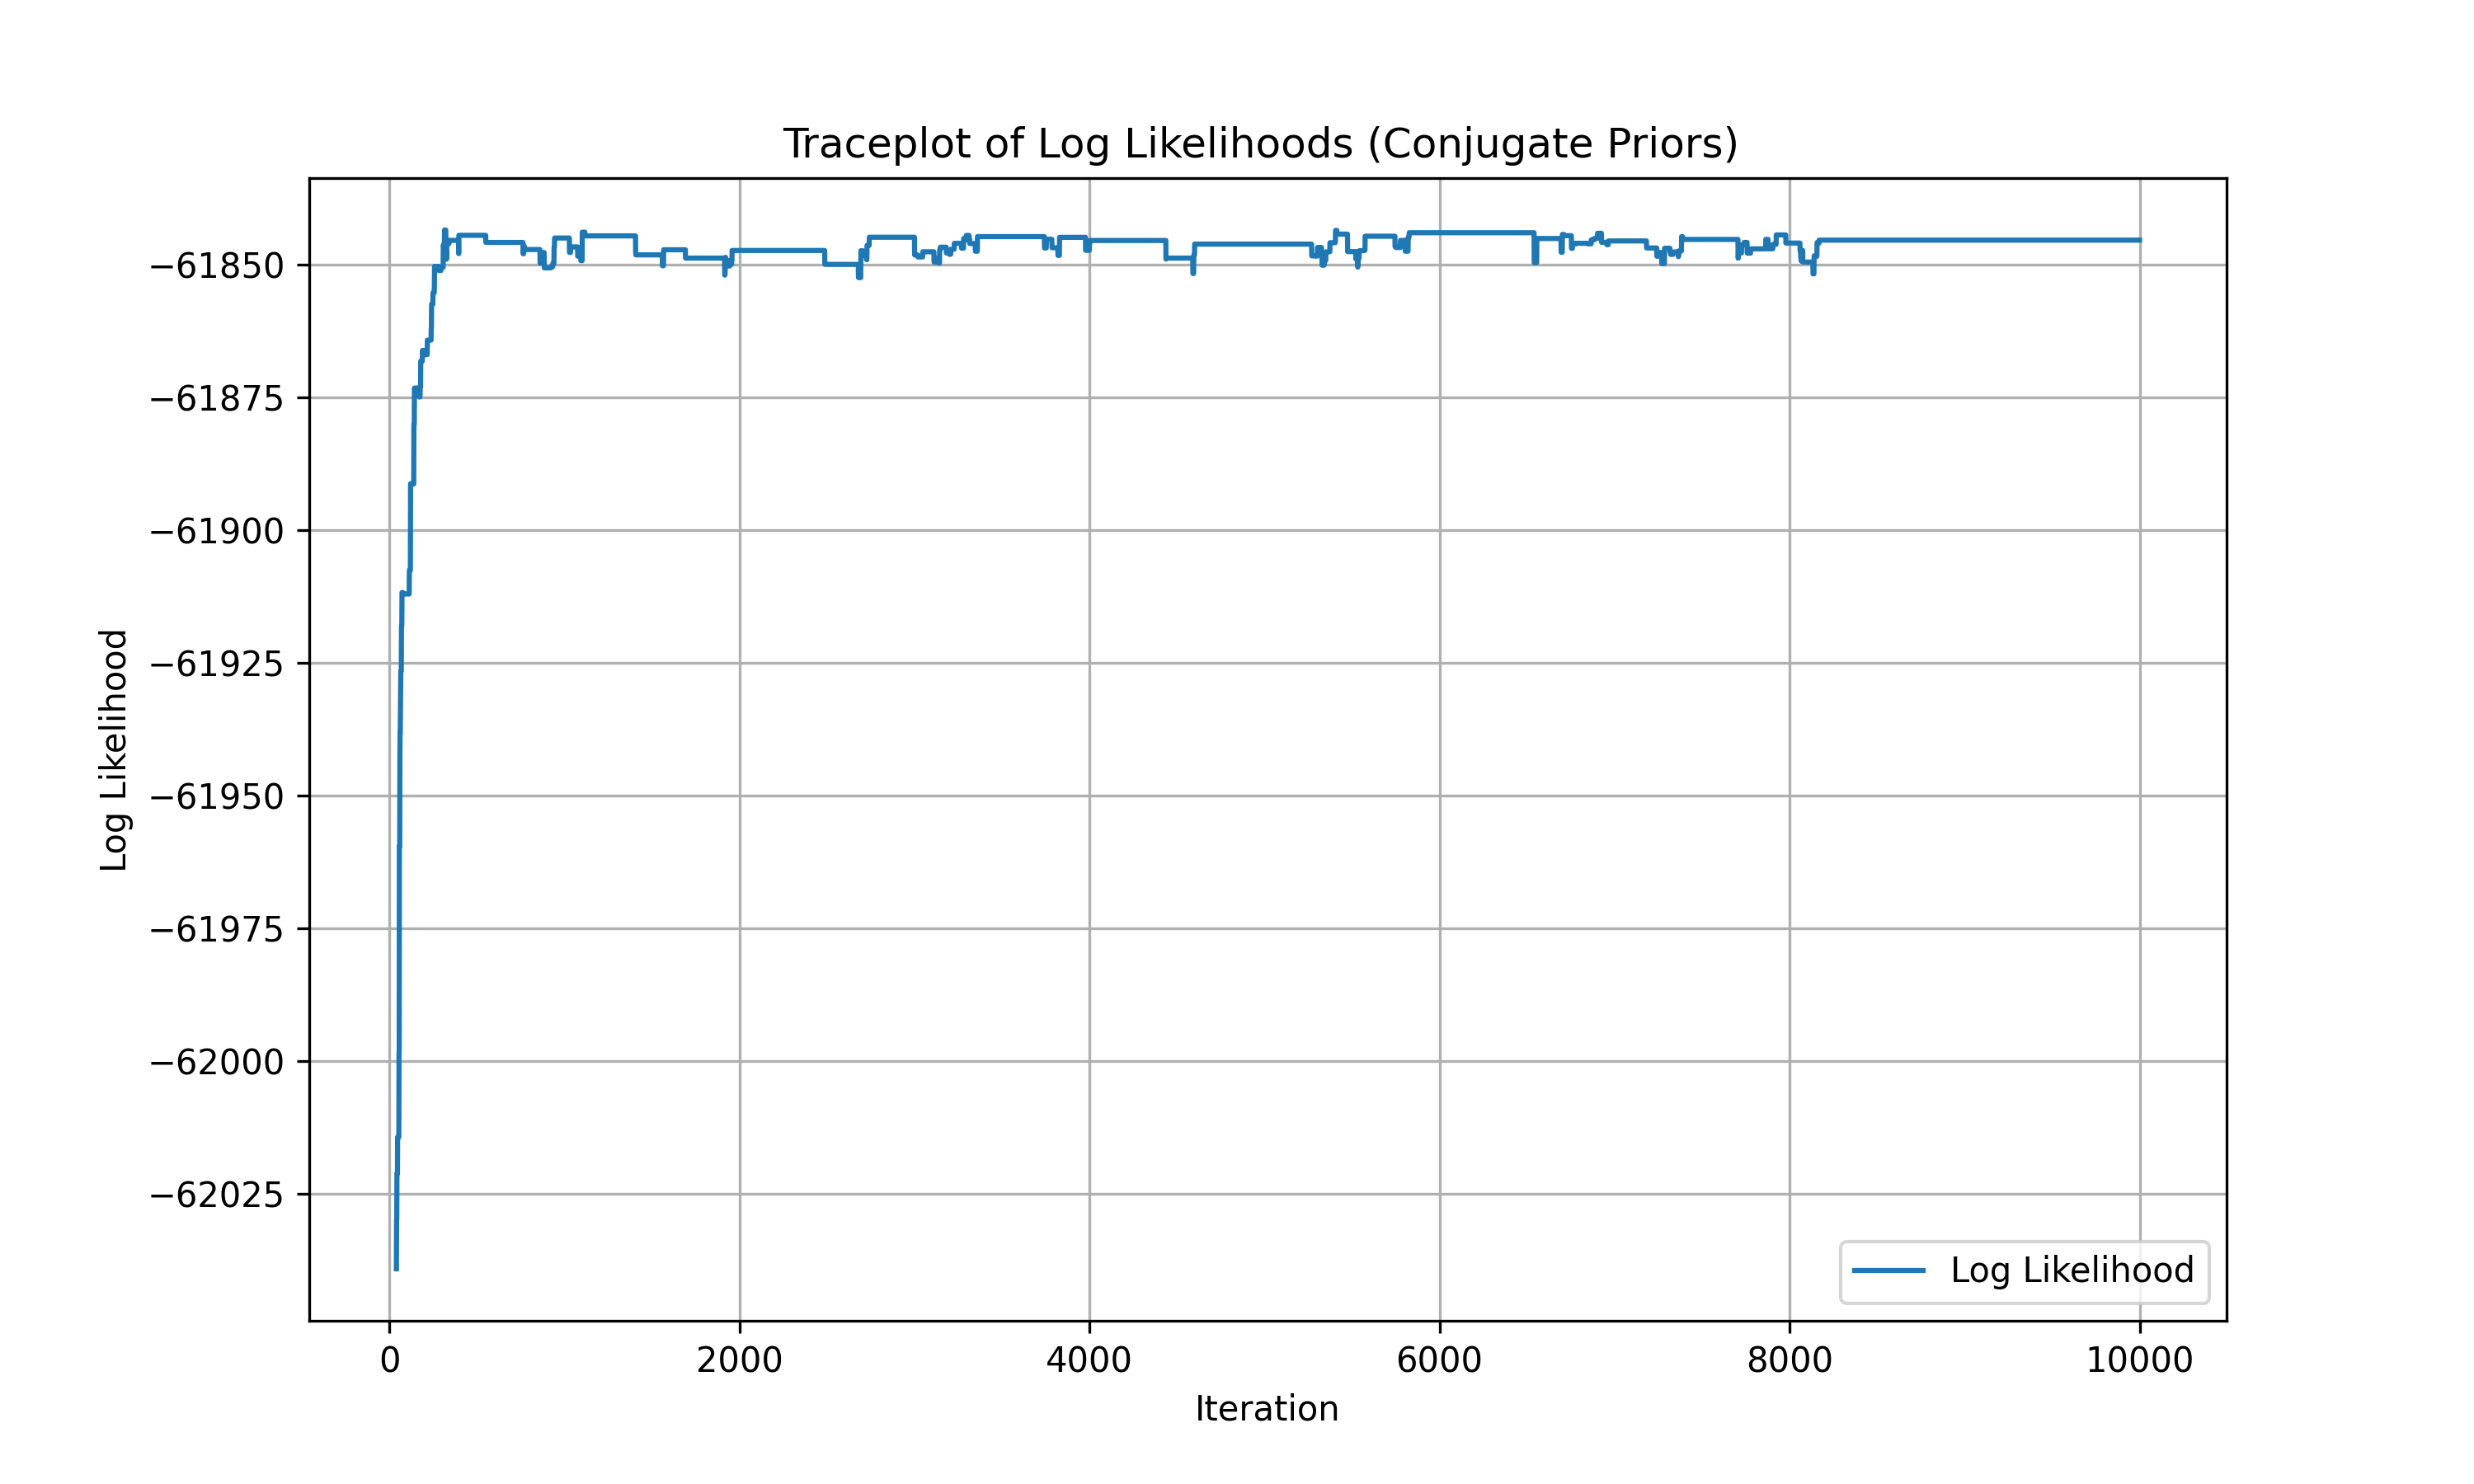 Traceplot of Log Likelihoods (Conjugate Priors)
−61850
−61875
−61900
−61925
−61950
−61975
−62000
−62025
Log Likelihood
Log Likelihood
0 2000 4000 6000 8000 10000
Iteration